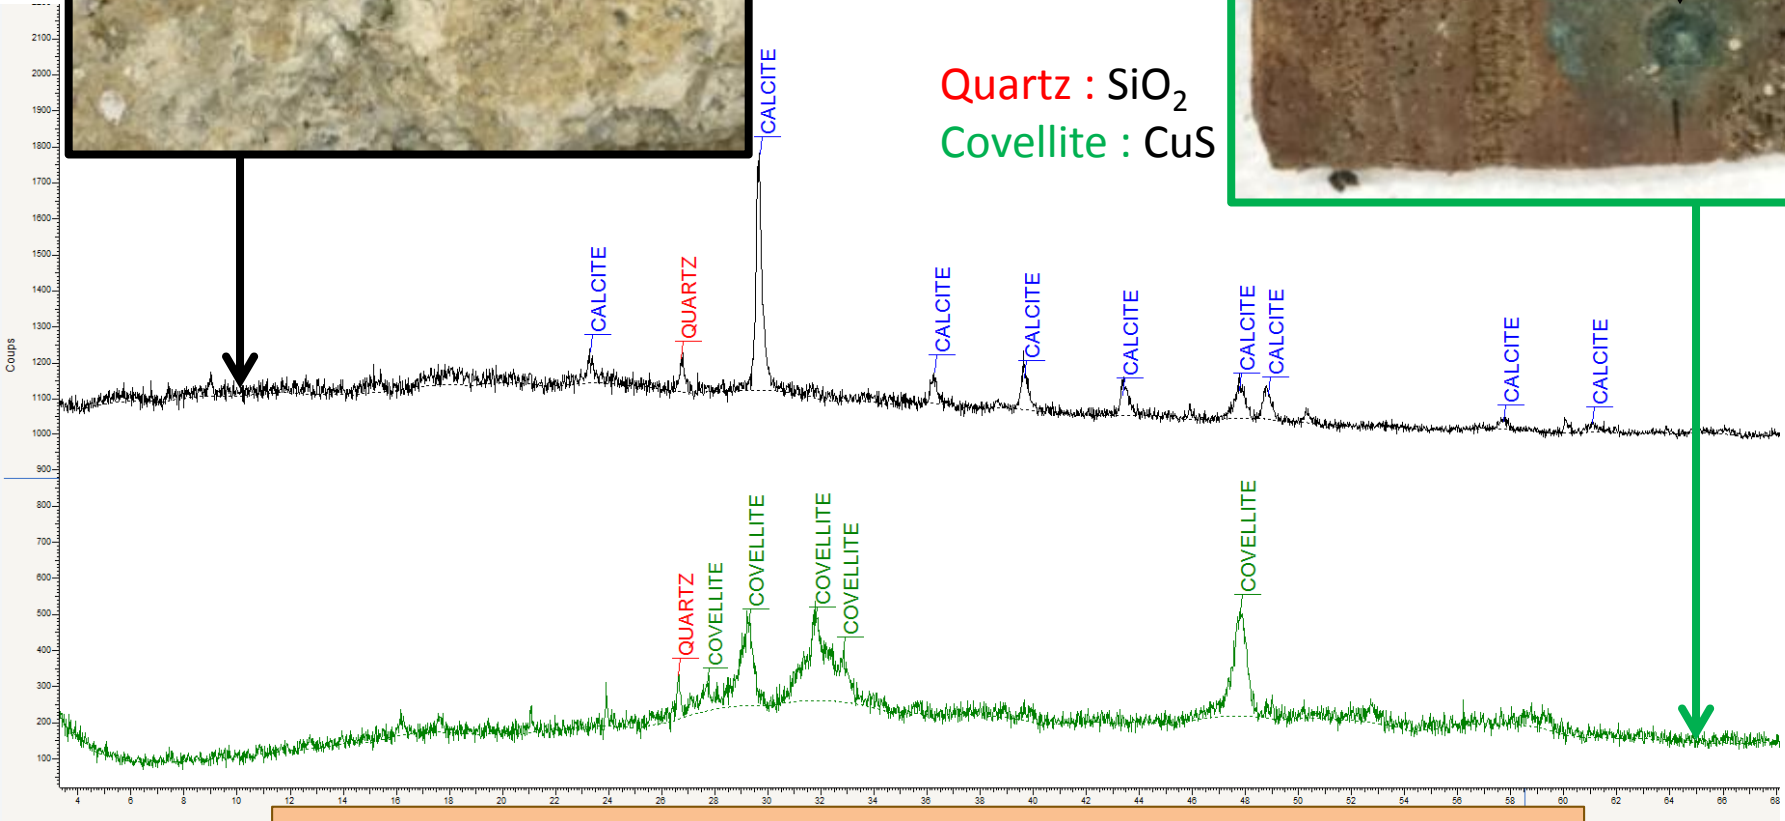 2100
2000
1900
1800
1700
1600
1500
1400
1300
1200
1100
1000
900
800
700
600
500
400
300
200
100
Coups
Quartz : SiO₂
Covellite : CuS
CALCITE
QUARTZ
CALCITE
CALCITE
CALCITE
CALCITE
CALCITE
CALCITE
CALCITE
CALCITE
QUARTZ
COVELLITE
COVELLITE
COVELLITE
COVELLITE
COVELLITE
4 6 8 10 12 14 16 18 20 22 24 26 28 30 32 34 36 38 40 42 44 46 48 50 52 54 56 58 60 62 64 66 68